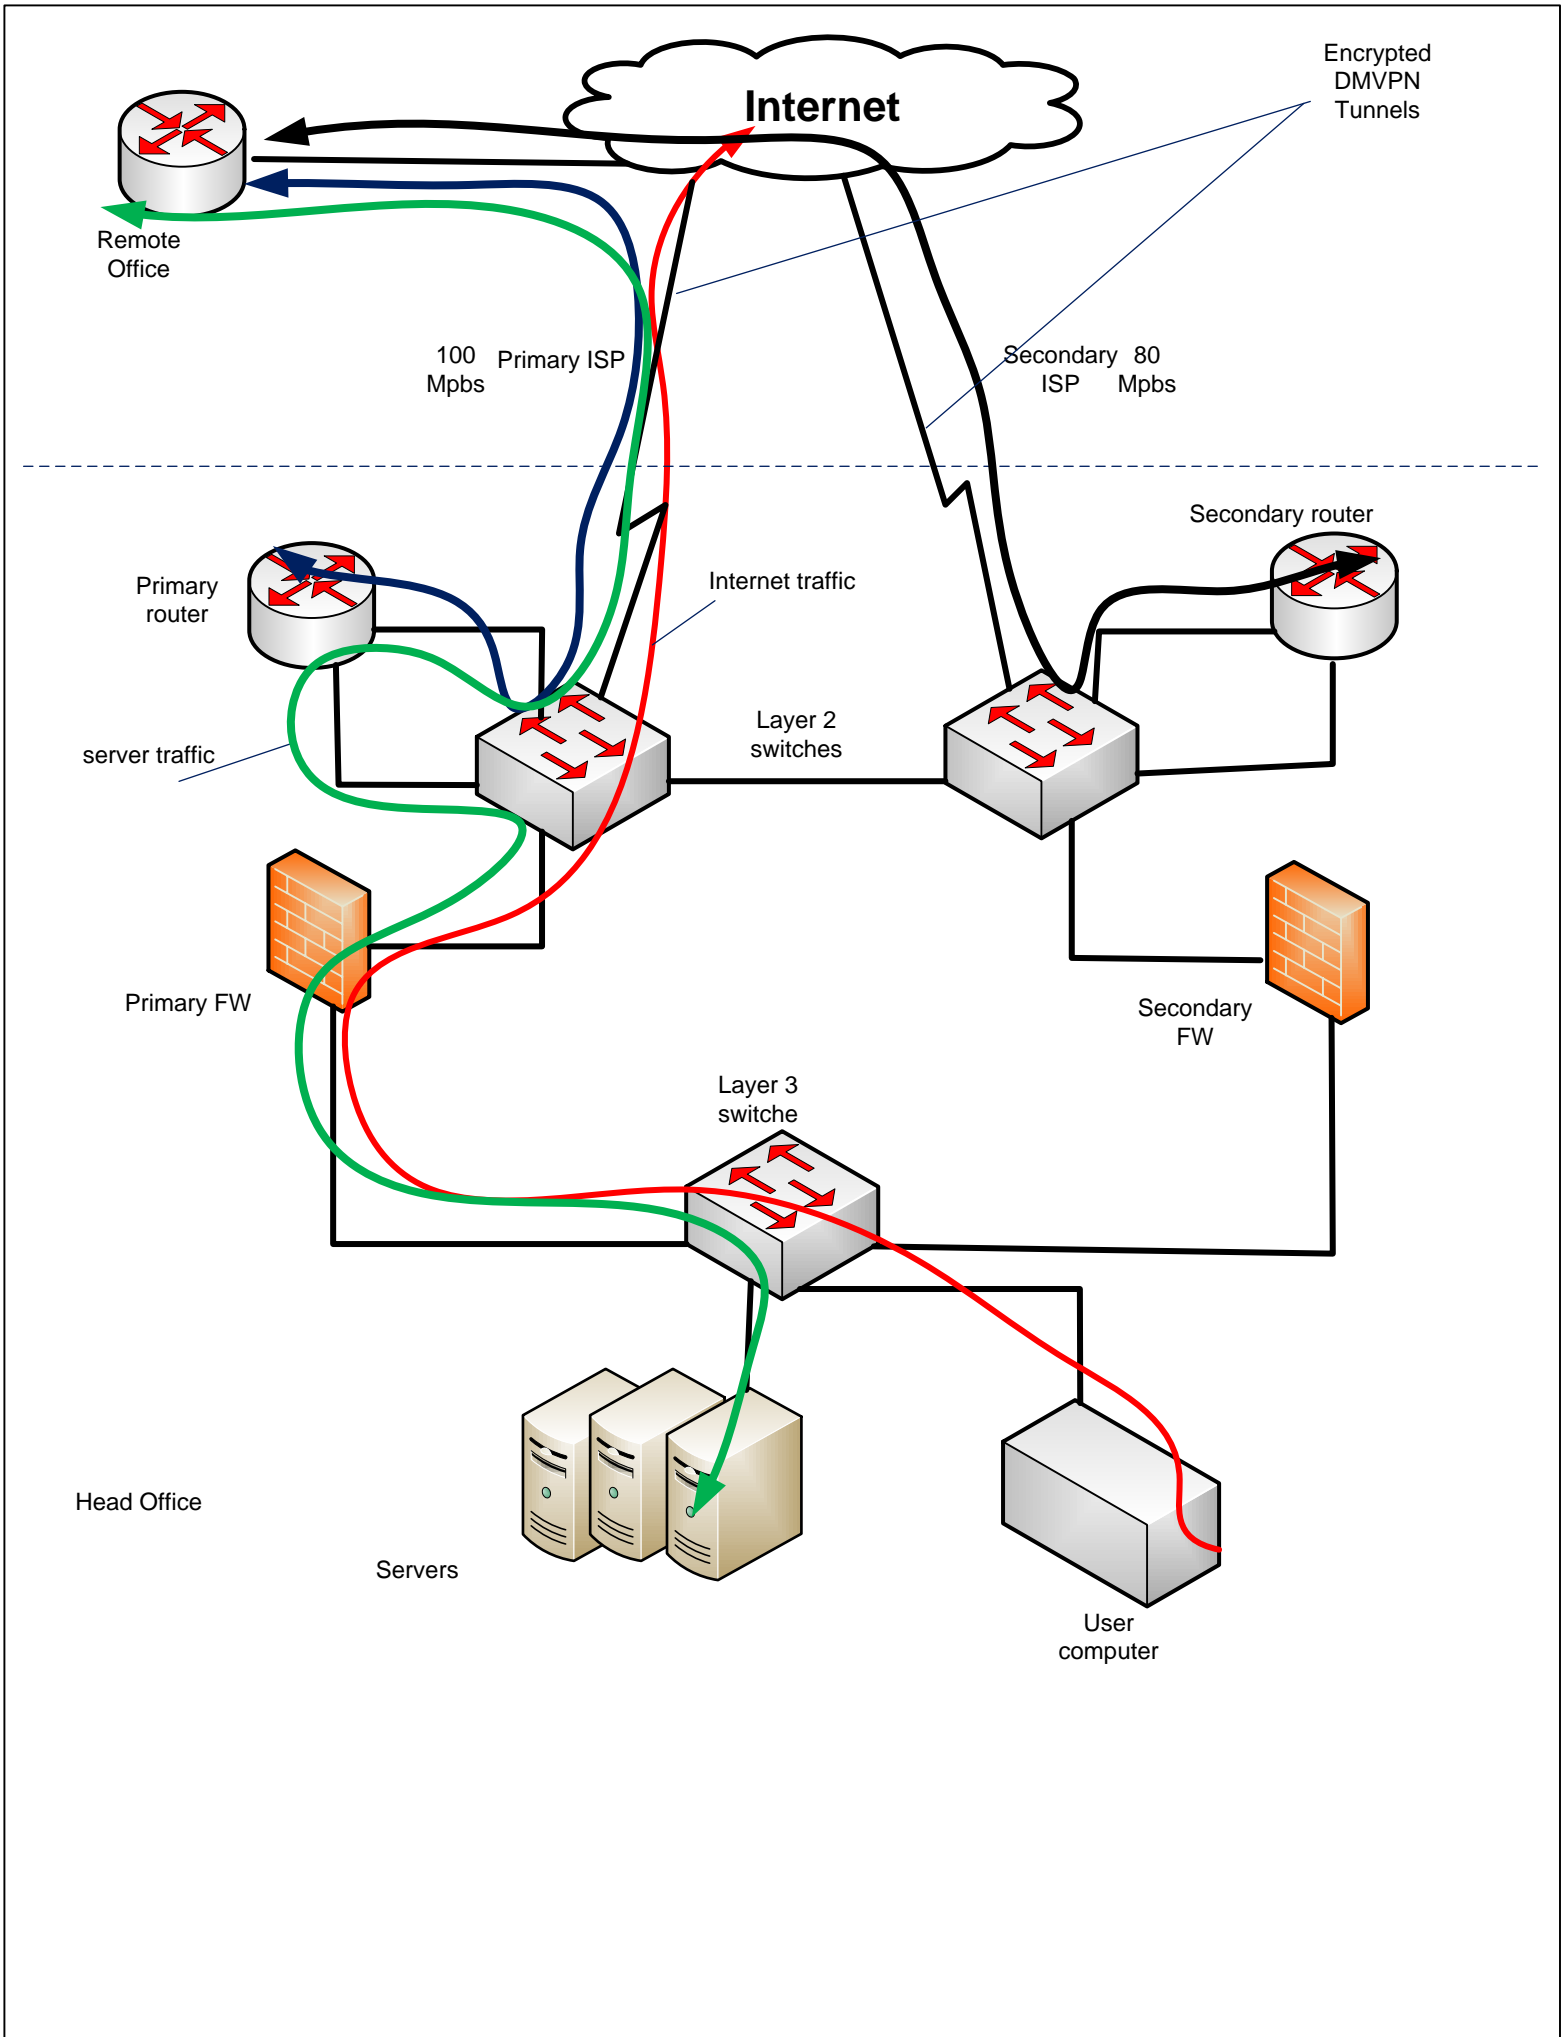 Encrypted
DMVPN
Tunnels
Internet
Remote
Office
100
Mpbs
Primary ISP
Secondary
ISP
80
Mpbs
Secondary router
Primary
router
Internet traffic
Layer 2
switches
server traffic
Primary FW
Secondary
FW
Layer 3
switche
Head Office
Servers
User
computer